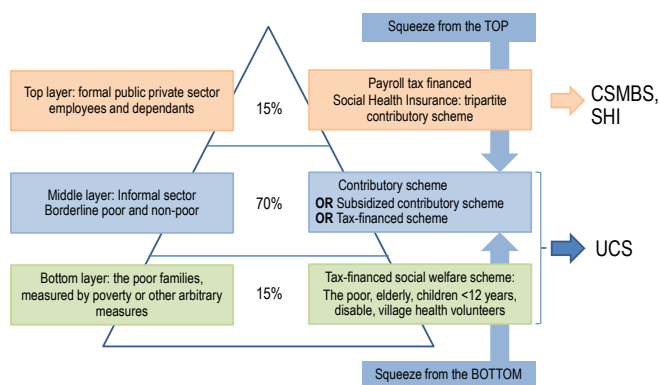 Squeeze from the TOP
Top layer: formal public private sector
employees and dependants
15%
Payroll tax financed
Social Health Insurance: tripartite
contributory scheme
CSMBS,
SHI
Middle layer: Informal sector
Borderline poor and non-poor
70%
Contributory scheme
OR Subsidized contributory scheme
OR Tax-financed scheme
UCS
Bottom layer: the poor families,
measured by poverty or other arbitrary
measures
15%
Tax-financed social welfare scheme:
The poor, elderly, children <12 years,
disable, village health volunteers
Squeeze from the BOTTOM